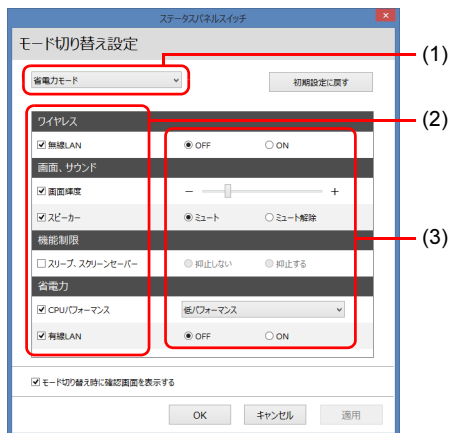 ステータスパネルスイッチ
モード切り替え設定
(1)
省電力モード
初期設定に戻す
ワイヤレス
(2)
無線LAN OFF ON
画面、サウンド
画面輝度 − +
スピーカー ミュート ミュート解除
(3)
機能制限
スリープ、スクリーンセーバー 抑止しない 抑止する
省電力
CPUパフォーマンス 低パフォーマンス
有線LAN OFF ON
モード切り替え時に確認画面を表示する
OK キャンセル 適用